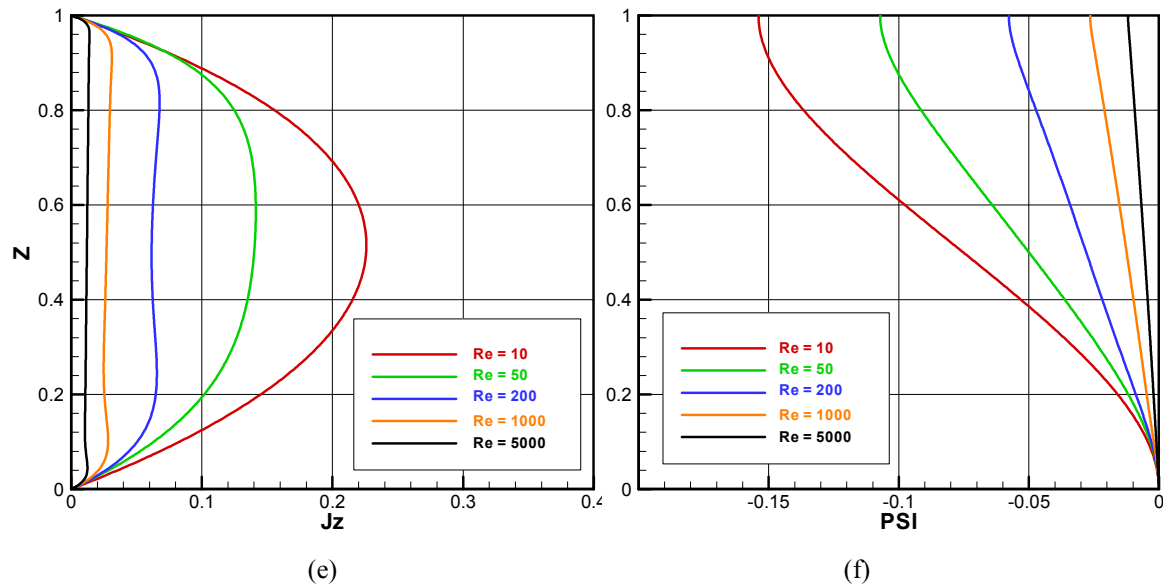 1
0.8
0.6
0.4
0.2
0
Z
0
0.1
0.2
0.3
0.4
Jz
Re = 10
Re = 50
Re = 200
Re = 1000
Re = 5000
(e)
1
0.8
0.6
0.4
0.2
0
-0.15
-0.1
-0.05
0
PSI
Re = 10
Re = 50
Re = 200
Re = 1000
Re = 5000
(f)